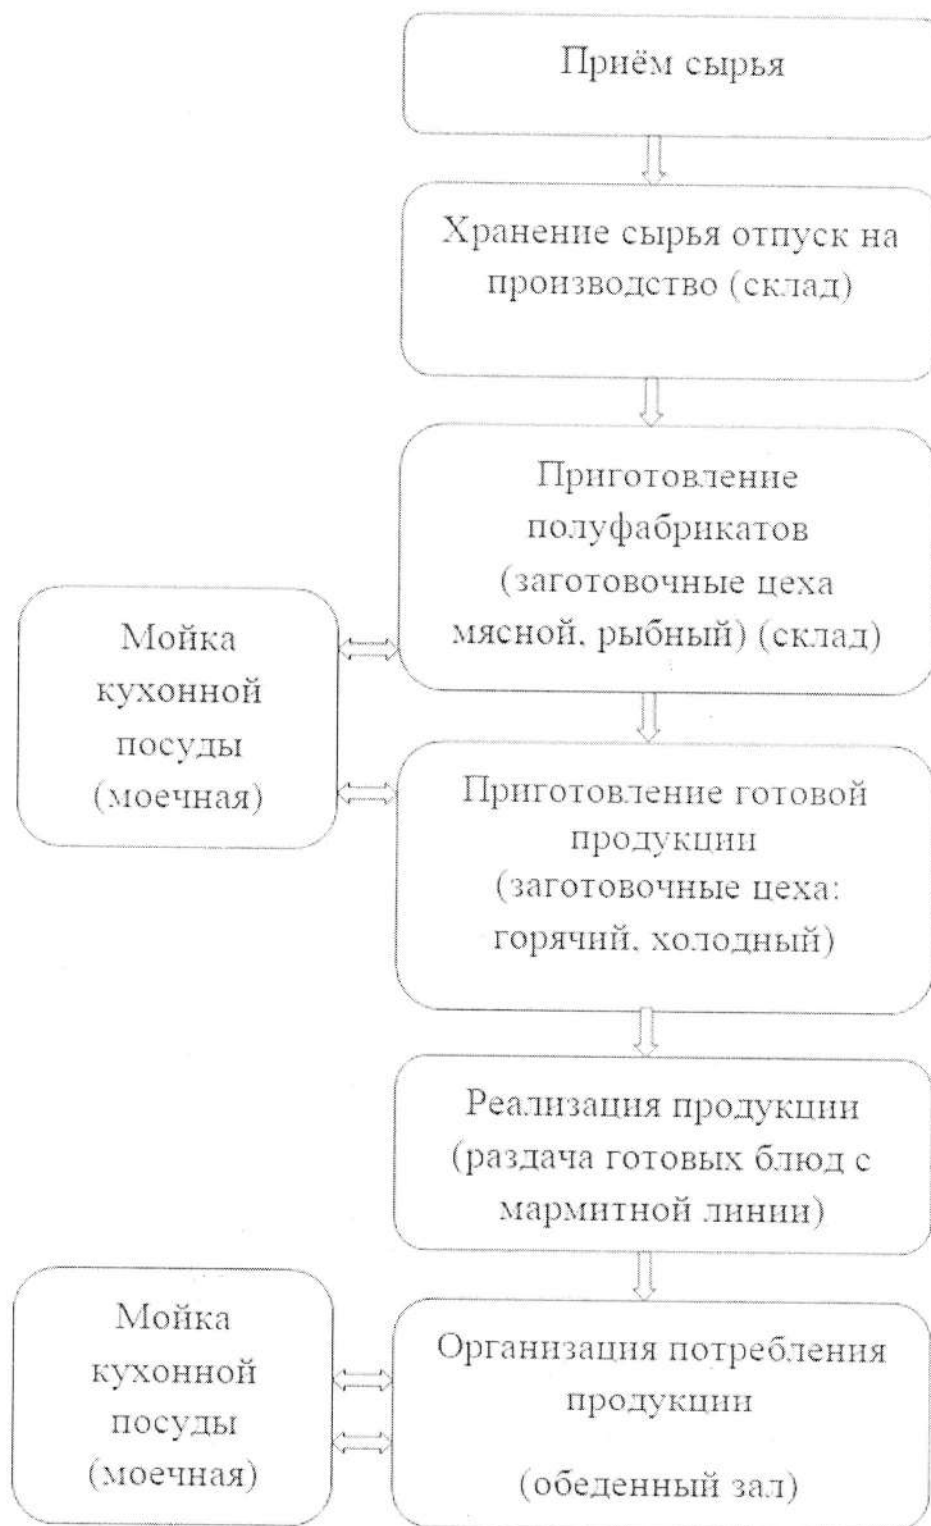 Приём сырья
Хранение сырья отпуск на
производство (склад)
Приготовление
полуфабрикатов
(заготовочные цеха
мясной, рыбный) (склад)
Мойка
кухонной
посуды
(моечная)
Приготовление готовой
продукции
(заготовочные цеха:
горячий, холодный)
Реализация продукции
(раздача готовых блюд с
мармитной линии)
Мойка
кухонной
посуды
(моечная)
Организация потребления
продукции
(обеденный зал)